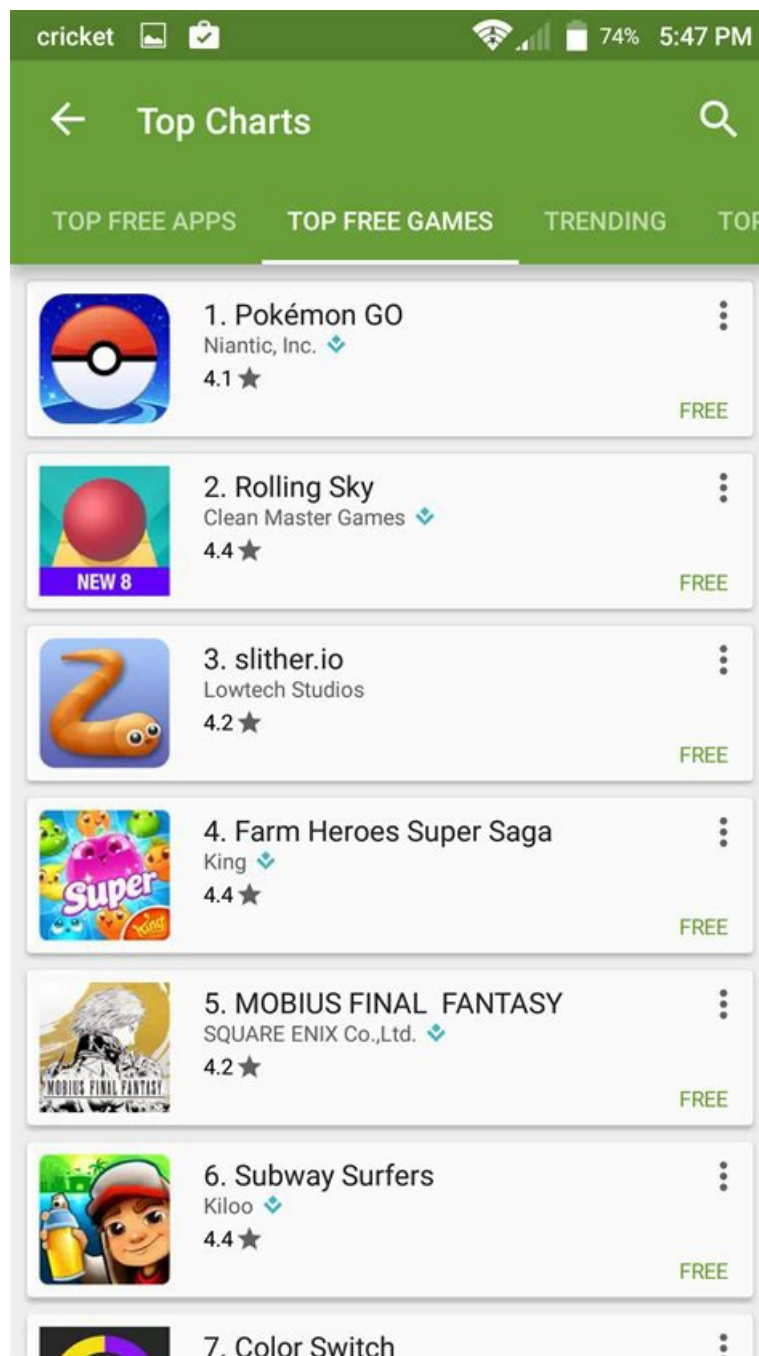 cricket 74% 5:47 PM
Top Charts
TOP FREE APPS TOP FREE GAMES TRENDING TOP
1. Pokémon GO
Niantic, Inc.
4.1
FREE
NEW 8
2. Rolling Sky
Clean Master Games
4.4
FREE
3. slither.io
Lowtech Studios
4.2
FREE
Super
King
4. Farm Heroes Super Saga
King
4.4
FREE
MOBIUS FINAL FANTASY
5. MOBIUS FINAL FANTASY
SQUARE ENIX Co.,Ltd.
4.2
FREE
6. Subway Surfers
Kiloo
4.4
FREE
7. Color Switch